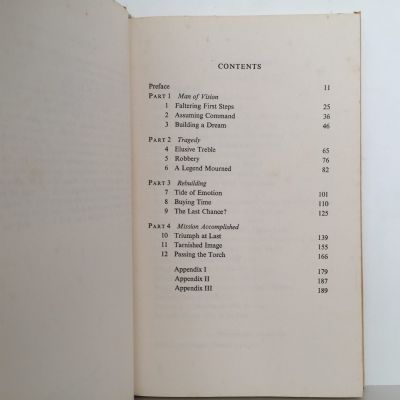 CONTENTS
Preface 11
PART 1 Man of Vision
1 Faltering First Steps 25
2 Assuming Command 36
3 Building a Dream 46
PART 2 Tragedy
4 Elusive Treble 65
5 Robbery 76
6 A Legend Mourned 82
PART 3 Rebuilding
7 Tide of Emotion 101
8 Buying Time 110
9 The Last Chance? 125
PART 4 Mission Accomplished
10 Triumph at Last 139
11 Tarnished Image 155
12 Passing the Torch 166
Appendix I 179
Appendix II 187
Appendix III 189